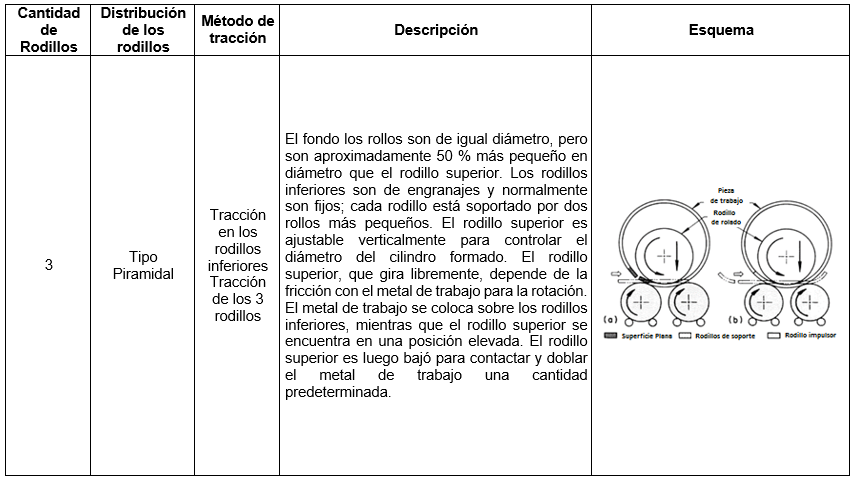 Cantidad
de
Rodillos
Distribución
de los
rodillos
Método de
tracción
Descripción
Esquema
3
Tipo
Piramidal
Tracción
en los
rodillos
inferiores
Tracción
de los 3
rodillos
El fondo los rollos son de igual diámetro, pero
son aproximadamente 50 % más pequeño en
diámetro que el rodillo superior. Los rodillos
inferiores son de engranajes y normalmente
son fijos; cada rodillo está soportado por dos
rollos más pequeños. El rodillo superior es
ajustable verticalmente para controlar el
diámetro del cilindro formado. El rodillo
superior, que gira libremente, depende de la
fricción con el metal de trabajo para la rotación.
El metal de trabajo se coloca sobre los rodillos
inferiores, mientras que el rodillo superior se
encuentra en una posición elevada. El rodillo
superior es luego bajó para contactar y doblar
el metal de trabajo una cantidad
predeterminada.
Pieza
de trabajo
Rodillo
de rolado
(a)
(b)
Superficie Plana
Rodillos de soporte
Rodillo impulsor